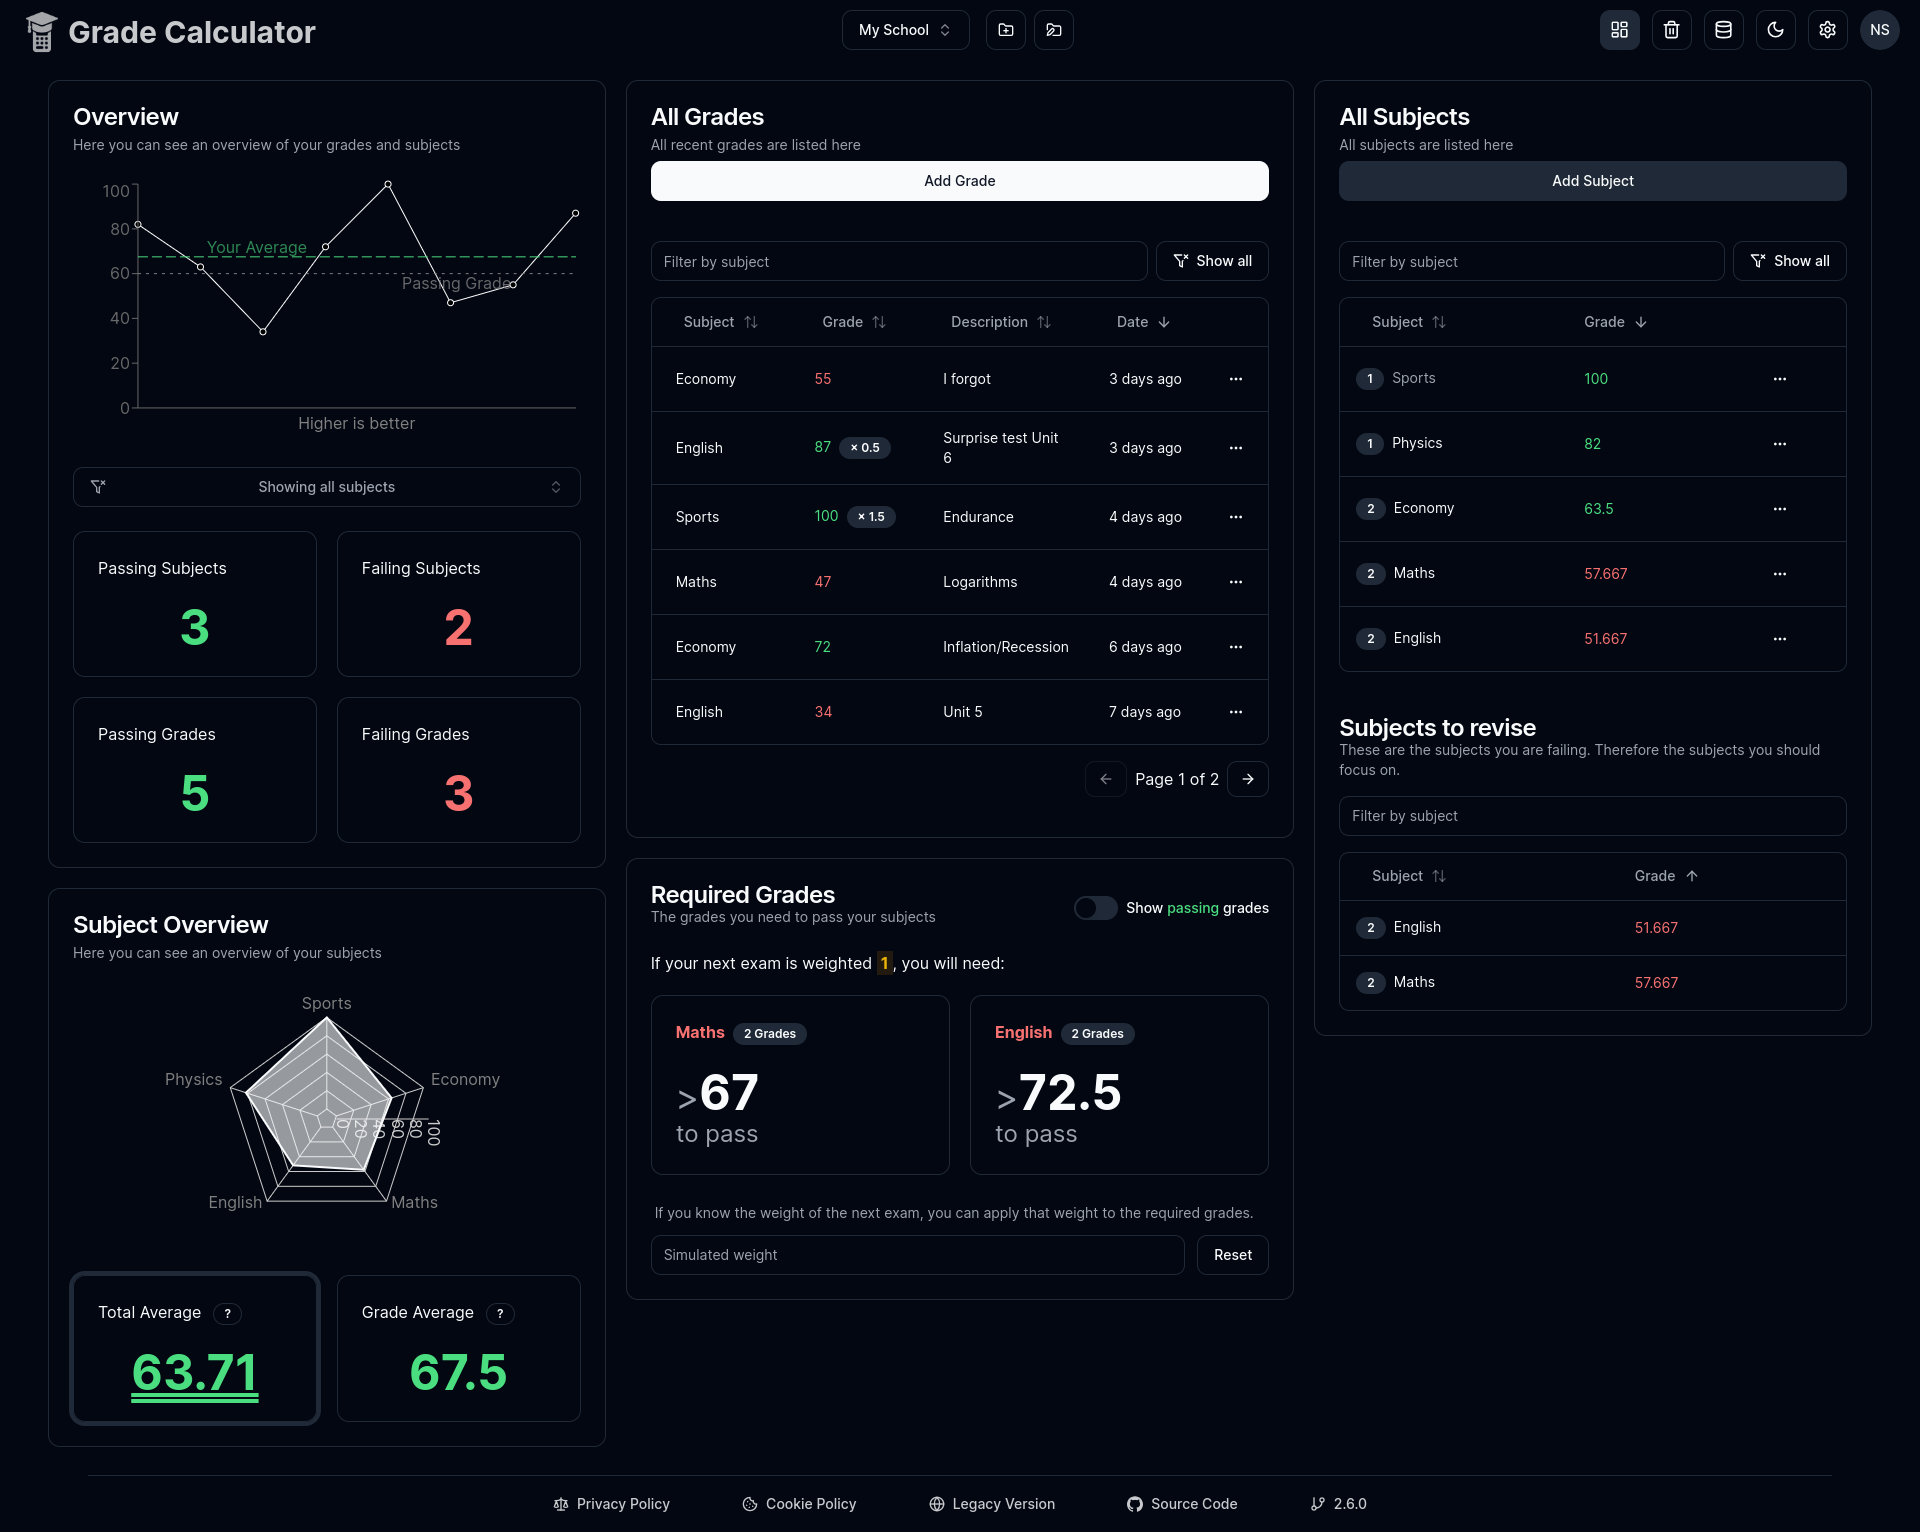 Grade Calculator
My School
NS
Overview
Here you can see an overview of your grades and subjects
100
80
60
40
20
0
Your Average
Passing Grade
Higher is better
Showing all subjects
Passing Subjects
3
Failing Subjects
2
Passing Grades
5
Failing Grades
3
Subject Overview
Here you can see an overview of your subjects
Sports
Physics
Economy
0 20 40 60 80 100
English
Maths
Total Average ?
63.71
Grade Average ?
67.5
All Grades
All recent grades are listed here
Add Grade
Filter by subject
Show all
Subject Grade Description Date
Economy 55 I forgot 3 days ago
English 87 × 0.5 Surprise test Unit
6 3 days ago
Sports 100 × 1.5 Endurance 4 days ago
Maths 47 Logarithms 4 days ago
Economy 72 Inflation/Recession 6 days ago
English 34 Unit 5 7 days ago
Page 1 of 2
Required Grades
The grades you need to pass your subjects
Show passing grades
If your next exam is weighted 1, you will need:
Maths 2 Grades
>67
to pass
English 2 Grades
>72.5
to pass
If you know the weight of the next exam, you can apply that weight to the required grades.
Simulated weight
Reset
All Subjects
All subjects are listed here
Add Subject
Filter by subject
Show all
Subject Grade
1 Sports 100
1 Physics 82
2 Economy 63.5
2 Maths 57.667
2 English 51.667
Subjects to revise
These are the subjects you are failing. Therefore the subjects you should
focus on.
Filter by subject
Subject Grade
2 English 51.667
2 Maths 57.667
Privacy Policy
Cookie Policy
Legacy Version
Source Code
2.6.0